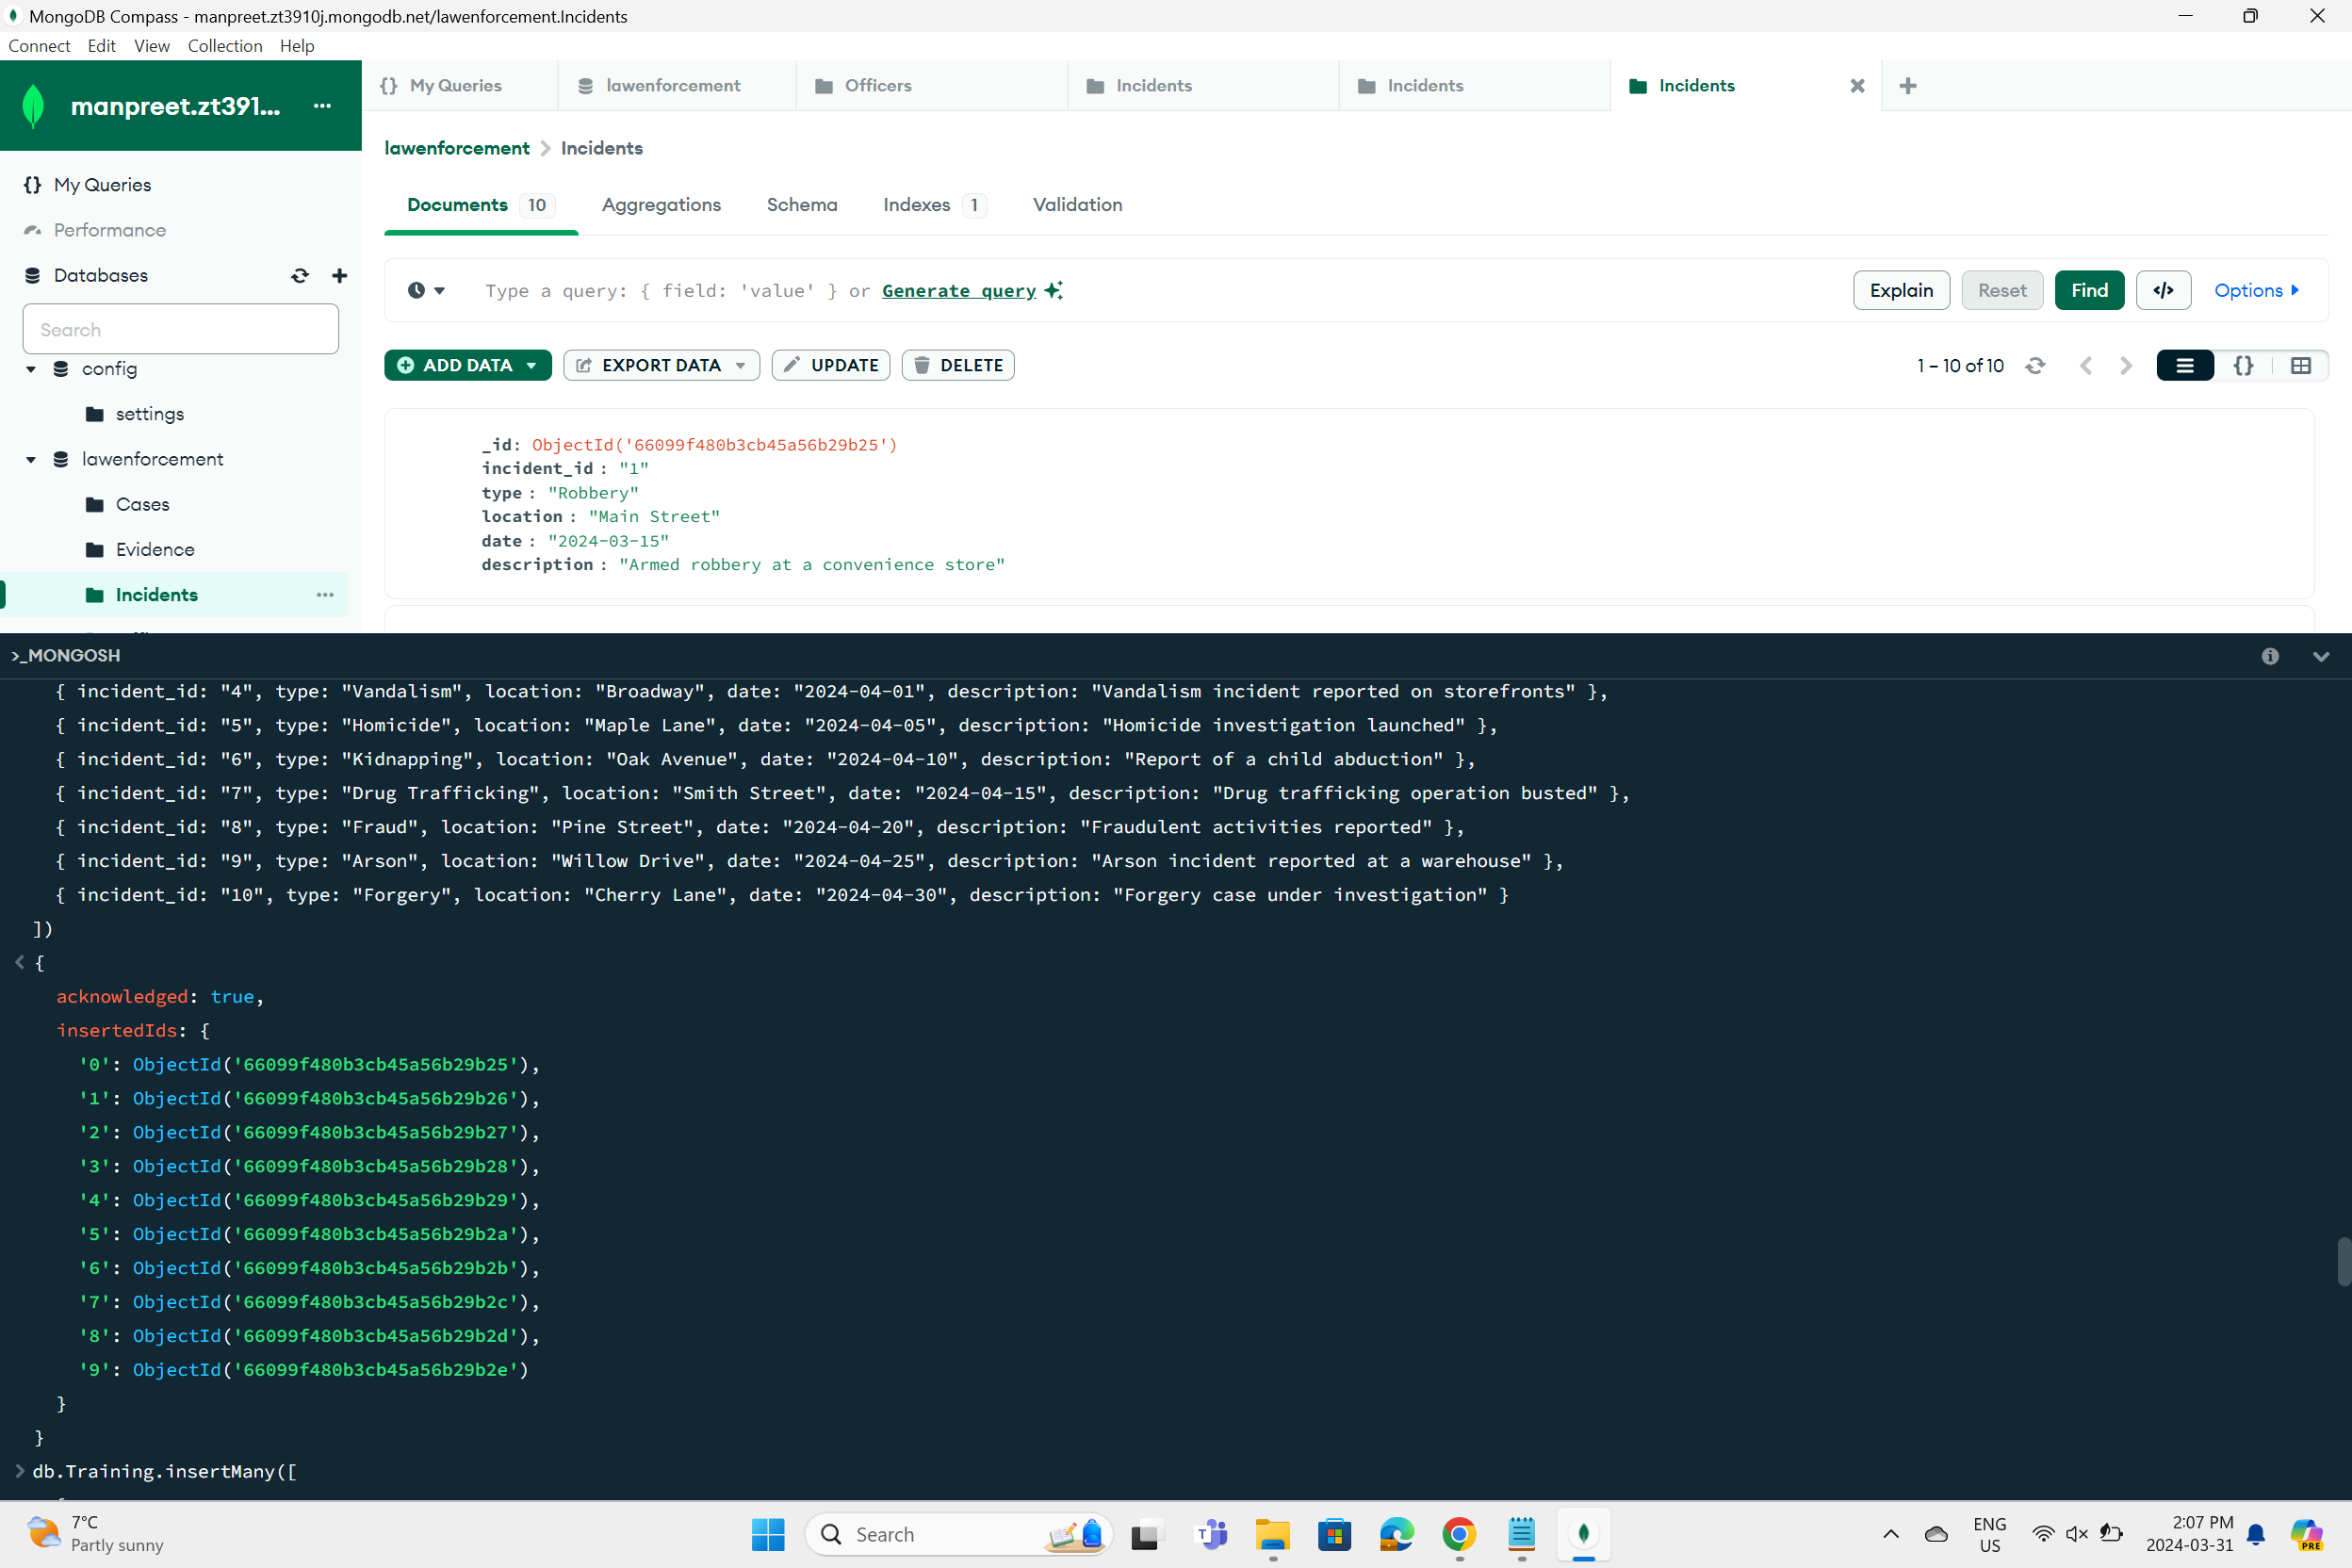 MongoDB Compass - manpreet.zt3910j.mongodb.net/lawenforcement.Incidents
Connect Edit View Collection Help
manpreet.zt391... ...
{} My Queries
lawenforcement
Officers
Incidents
Incidents
Incidents
lawenforcement > Incidents
My Queries
Performance
Databases
Search
config
settings
lawenforcement
Cases
Evidence
Incidents ...
Documents 10 Aggregations Schema Indexes 1 Validation
Type a query: { field: 'value' } or Generate query
Explain Reset Find </> Options
ADD DATA EXPORT DATA UPDATE DELETE
1 – 10 of 10 {}
_id: ObjectId('66099f480b3cb45a56b29b25')
incident_id : "1"
type : "Robbery"
location : "Main Street"
date : "2024-03-15"
description : "Armed robbery at a convenience store"
>_MONGOSH
{ incident_id: "4", type: "Vandalism", location: "Broadway", date: "2024-04-01", description: "Vandalism incident reported on storefronts" },
{ incident_id: "5", type: "Homicide", location: "Maple Lane", date: "2024-04-05", description: "Homicide investigation launched" },
{ incident_id: "6", type: "Kidnapping", location: "Oak Avenue", date: "2024-04-10", description: "Report of a child abduction" },
{ incident_id: "7", type: "Drug Trafficking", location: "Smith Street", date: "2024-04-15", description: "Drug trafficking operation busted" },
{ incident_id: "8", type: "Fraud", location: "Pine Street", date: "2024-04-20", description: "Fraudulent activities reported" },
{ incident_id: "9", type: "Arson", location: "Willow Drive", date: "2024-04-25", description: "Arson incident reported at a warehouse" },
{ incident_id: "10", type: "Forgery", location: "Cherry Lane", date: "2024-04-30", description: "Forgery case under investigation" }
])
< {
acknowledged: true,
insertedIds: {
'0': ObjectId('66099f480b3cb45a56b29b25'),
'1': ObjectId('66099f480b3cb45a56b29b26'),
'2': ObjectId('66099f480b3cb45a56b29b27'),
'3': ObjectId('66099f480b3cb45a56b29b28'),
'4': ObjectId('66099f480b3cb45a56b29b29'),
'5': ObjectId('66099f480b3cb45a56b29b2a'),
'6': ObjectId('66099f480b3cb45a56b29b2b'),
'7': ObjectId('66099f480b3cb45a56b29b2c'),
'8': ObjectId('66099f480b3cb45a56b29b2d'),
'9': ObjectId('66099f480b3cb45a56b29b2e')
}
}
> db.Training.insertMany([
7°C
Partly sunny
Search
ENG
US
2:07 PM
2024-03-31
PRE